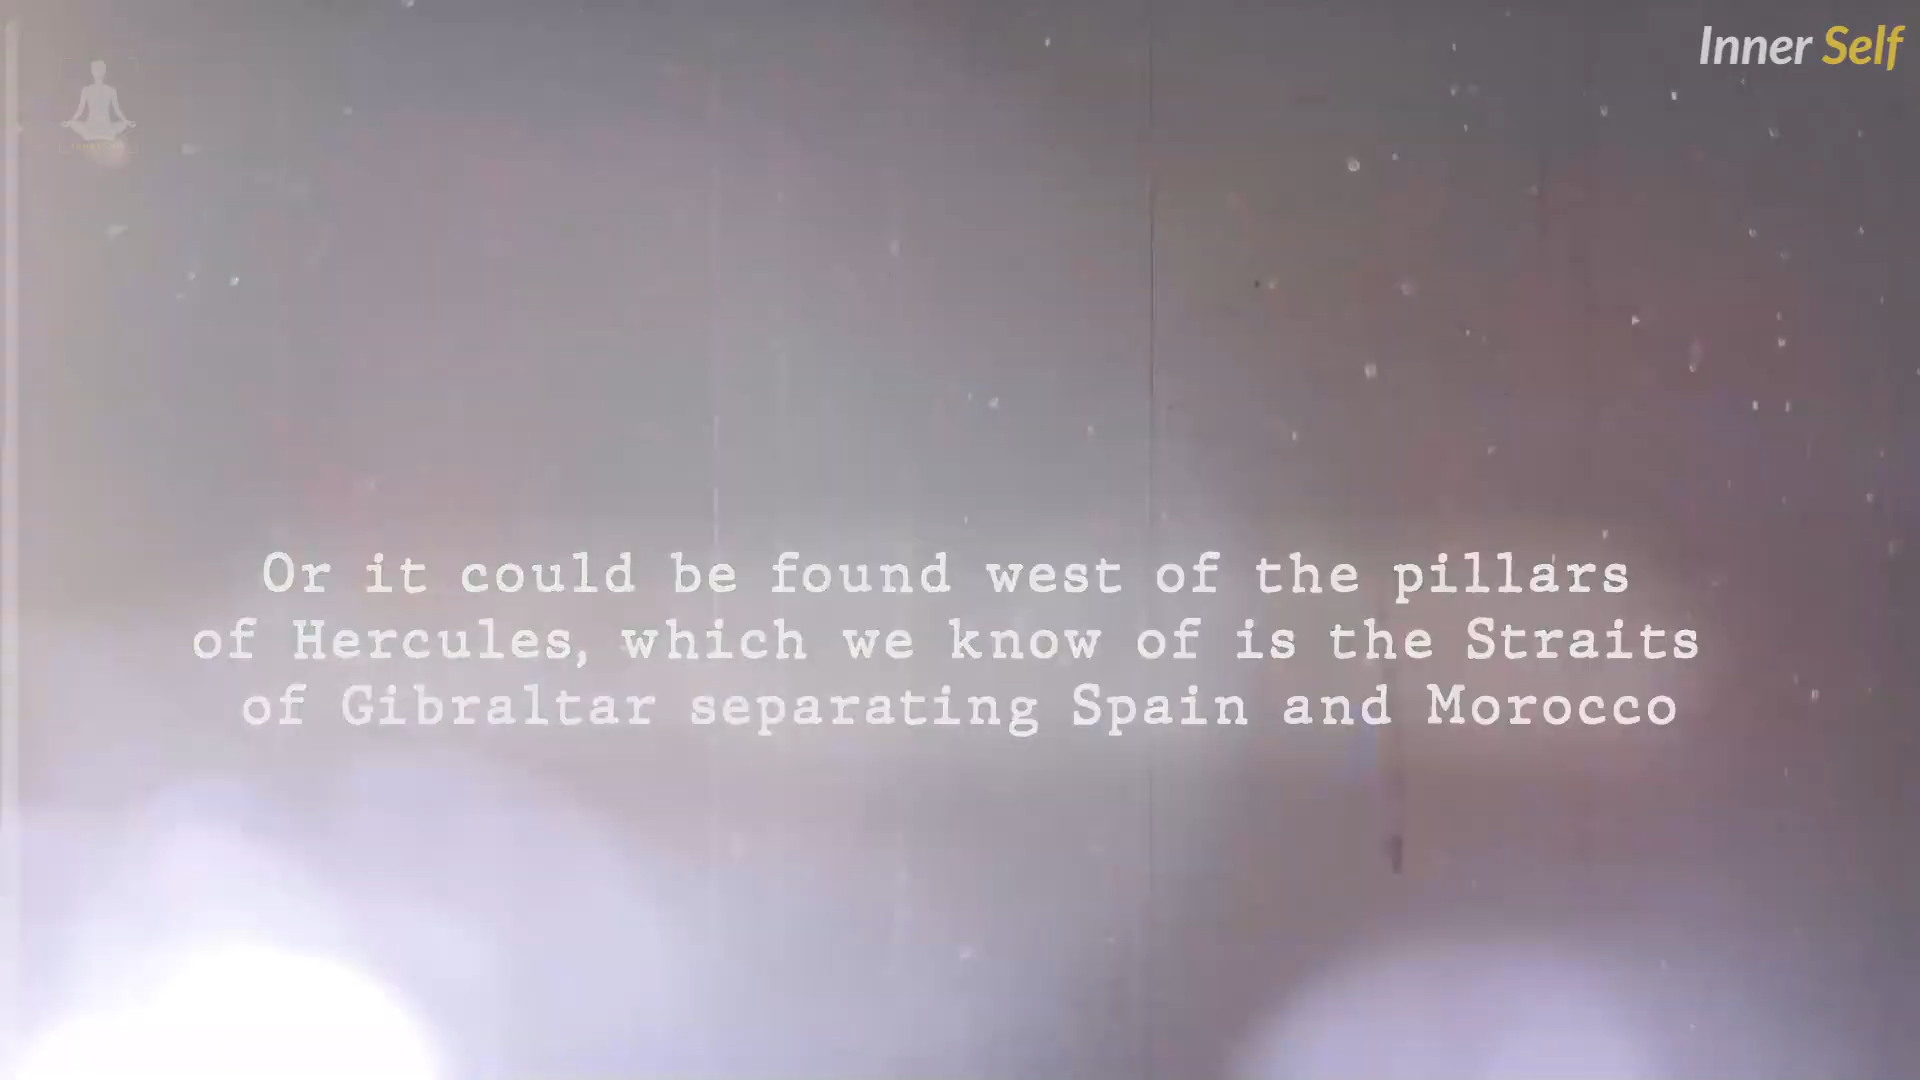 Inner Self
Or it could be found west of the pillars
of Hercules, which we know of is the Straits
of Gibraltar separating Spain and Morocco